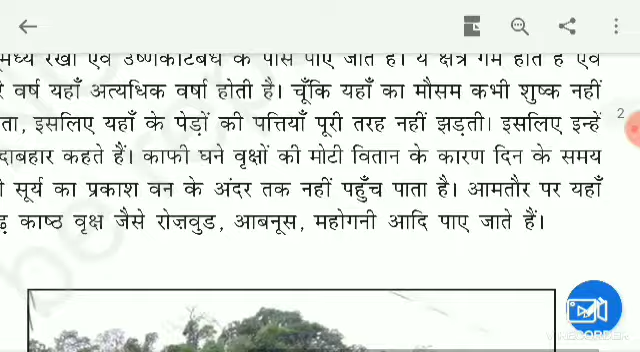 मध्य रेखा एवं उष्णकटिबंध के पास पाए जाते हैं। ये क्षेत्र गर्म होते हैं एवं
वर्ष यहाँ अत्यधिक वर्षा होती है। चूँकि यहाँ का मौसम कभी शुष्क नहीं
ता, इसलिए यहाँ के पेड़ों की पत्तियाँ पूरी तरह नहीं झड़ती। इसलिए इन्हें
दाबहार कहते हैं। काफी घने वृक्षों की मोटी वितान के कारण दिन के समय
सूर्य का प्रकाश वन के अंदर तक नहीं पहुँच पाता है। आमतौर पर यहाँ
ढ़ काष्ठ वृक्ष जैसे रोज़वुड, आबनूस, महोगनी आदि पाए जाते हैं।
2
RECORDER